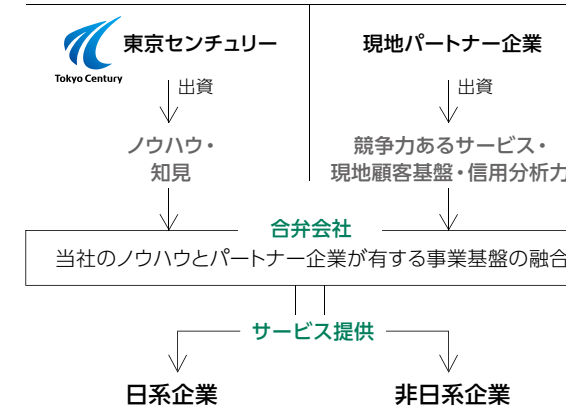 東京センチュリー
Tokyo Century
出資
ノウハウ・
知見
現地パートナー企業
出資
競争力あるサービス・
現地顧客基盤・信用分析力
合弁会社
当社のノウハウとパートナー企業が有する事業基盤の融合
サービス提供
日系企業
非日系企業